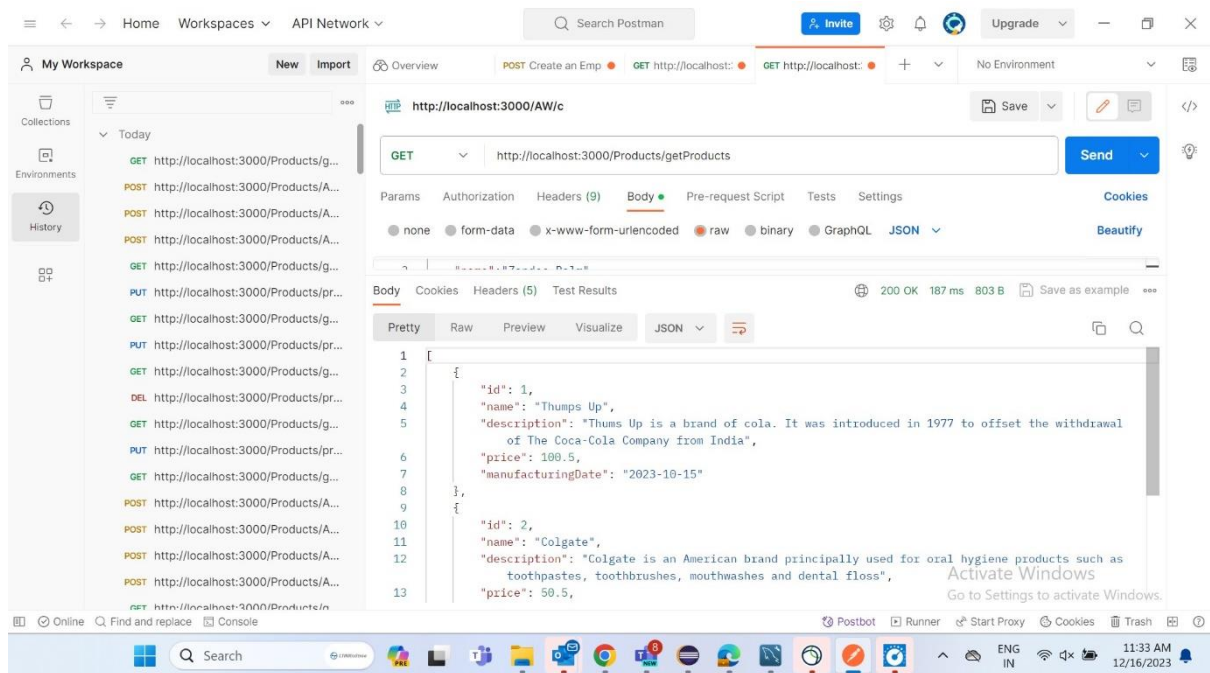 Home Workspaces API Network Search Postman Invite Upgrade
My Workspace New Import Overview POST Create an Emp GET http://localhost:: GET http://localhost:: No Environment
Collections
Environments
History
Today
GET http://localhost:3000/Products/g...
POST http://localhost:3000/Products/A...
POST http://localhost:3000/Products/A...
POST http://localhost:3000/Products/A...
GET http://localhost:3000/Products/g...
PUT http://localhost:3000/Products/pr...
GET http://localhost:3000/Products/g...
PUT http://localhost:3000/Products/pr...
GET http://localhost:3000/Products/g...
DEL http://localhost:3000/Products/pr...
GET http://localhost:3000/Products/g...
PUT http://localhost:3000/Products/pr...
GET http://localhost:3000/Products/g...
POST http://localhost:3000/Products/A...
POST http://localhost:3000/Products/A...
POST http://localhost:3000/Products/A...
POST http://localhost:3000/Products/A...
GET http://localhost:3000/Products/g
HTTP http://localhost:3000/AW/c Save
GET http://localhost:3000/Products/getProducts Send
Params Authorization Headers (9) Body Pre-request Script Tests Settings Cookies
none form-data x-www-form-urlencoded raw binary GraphQL JSON Beautify
Body Cookies Headers (5) Test Results 200 OK 187 ms 803 B Save as example
Pretty Raw Preview Visualize JSON
1 [
2 {
3 "id": 1,
4 "name": "Thumps Up",
5 "description": "Thums Up is a brand of cola. It was introduced in 1977 to offset the withdrawal
of The Coca-Cola Company from India",
6 "price": 100.5,
7 "manufacturingDate": "2023-10-15"
8 },
9 {
10 "id": 2,
11 "name": "Colgate",
12 "description": "Colgate is an American brand principally used for oral hygiene products such as
toothpastes, toothbrushes, mouthwashes and dental floss",
13 "price": 50.5,
Activate Windows
Go to Settings to activate Windows.
Online Find and replace Console Postbot Runner Start Proxy Cookies Trash
Search PRE 8 NEW ENG 11:33 AM
IN 12/16/2023